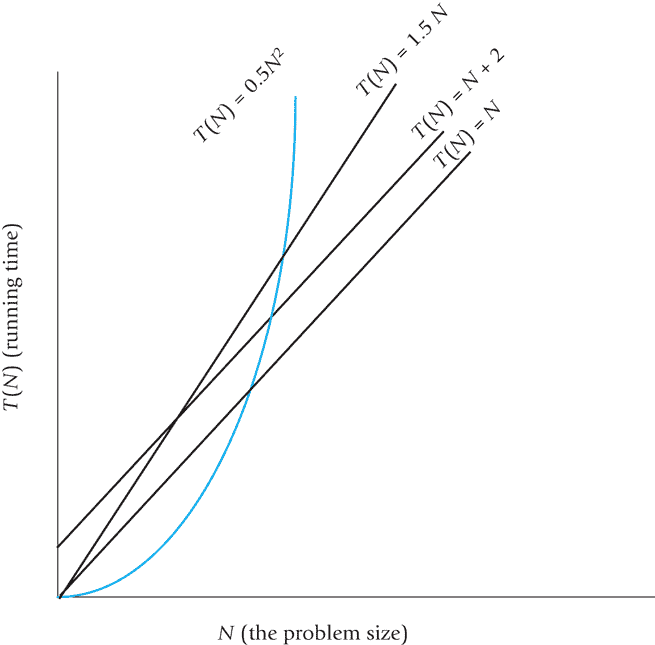 T(N) = 0.5N²
T(N) = 1.5 N
T(N) = N + 2
T(N) = N
T(N) (running time)
N (the problem size)